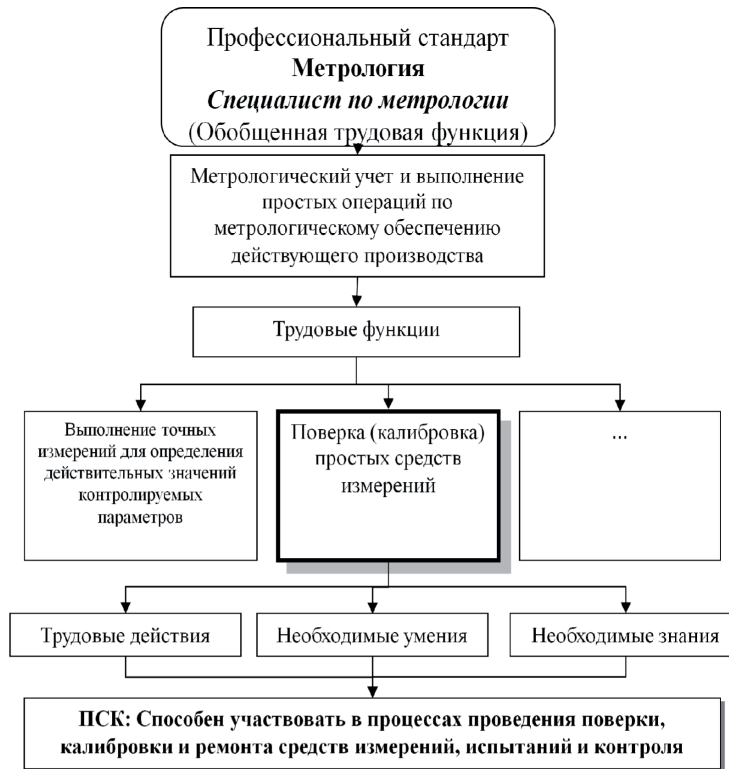 Профессиональный стандарт
Метрология
Специалист по метрологии
(Обобщенная трудовая функция)
Метрологический учет и выполнение
простых операций по
метрологическому обеспечению
действующего производства
Трудовые функции
Выполнение точных
измерений для определения
действительных значений
контролируемых
параметров
Поверка (калибровка)
простых средств
измерений
...
Трудовые действия
Необходимые умения
Необходимые знания
ПСК: Способен участвовать в процессах проведения поверки,
калибровки и ремонта средств измерений, испытаний и контроля